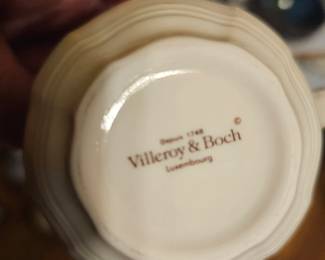 ©
Depuis 1748
Villeroy & Boch
Luxembourg